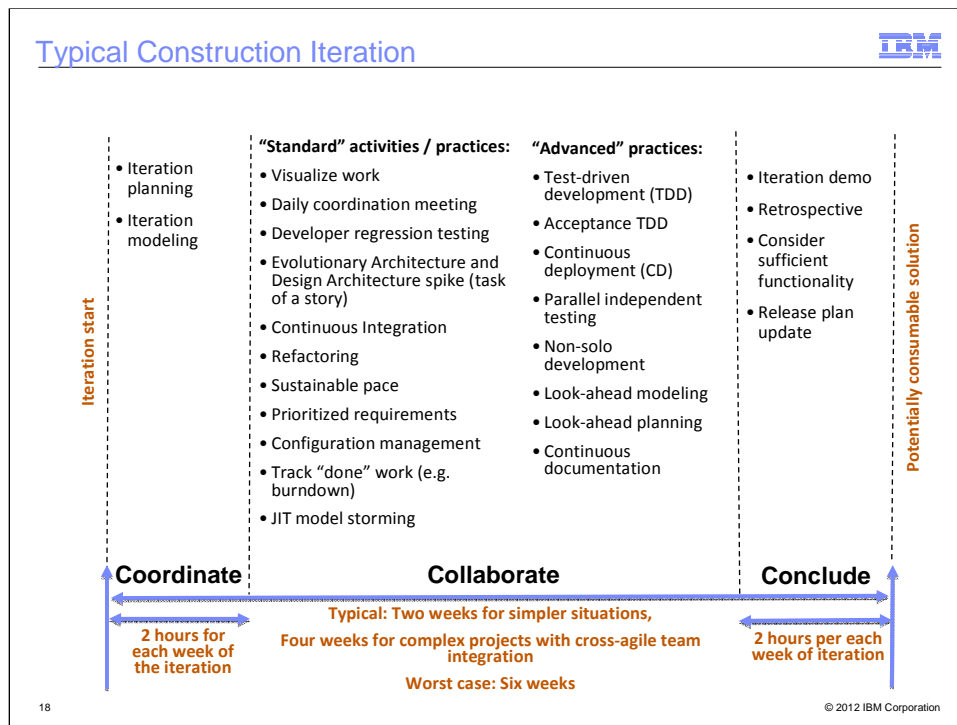 Typical Construction Iteration
IBM
Iteration start
• Iteration
planning
• Iteration
modeling
“Standard” activities / practices:
• Visualize work
• Daily coordination meeting
• Developer regression testing
• Evolutionary Architecture and
Design Architecture spike (task
of a story)
• Continuous Integration
• Refactoring
• Sustainable pace
• Prioritized requirements
• Configuration management
• Track “done” work (e.g.
burndown)
• JIT model storming
“Advanced” practices:
• Test-driven
development (TDD)
• Acceptance TDD
• Continuous
deployment (CD)
• Parallel independent
testing
• Non-solo
development
• Look-ahead modeling
• Look-ahead planning
• Continuous
documentation
• Iteration demo
• Retrospective
• Consider
sufficient
functionality
• Release plan
update
Potentially consumable solution
Coordinate
Collaborate
Conclude
2 hours for
each week of
the iteration
Typical: Two weeks for simpler situations,
Four weeks for complex projects with cross-agile team
integration
Worst case: Six weeks
2 hours per each
week of iteration
18
© 2012 IBM Corporation